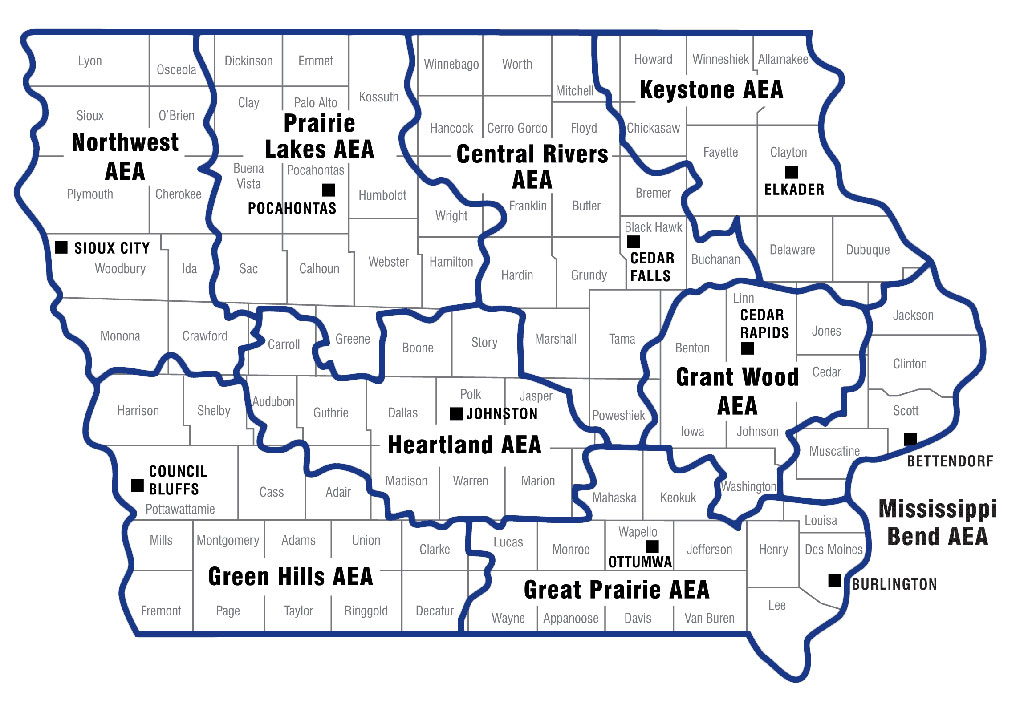 Lyon
Osceola
Dickinson
Emmet
Kossuth
Winnebago
Worth
Mitchell
Howard
Winneshiek
Allamakee
Keystone AEA
Sioux
O'Brien
Clay
Palo Alto
Hancock
Cerro Gordo
Floyd
Chickasaw
Northwest
AEA
Prairie
Lakes AEA
Central Rivers
AEA
Fayette
Clayton
ELKADER
Plymouth
Cherokee
Buena
Vista
Pocahontas
POCAHONTAS
Humboldt
Wright
Franklin
Butler
Bremer
Black Hawk
CEDAR
FALLS
Buchanan
Delaware
Dubuque
SIOUX CITY
Woodbury
Ida
Sac
Calhoun
Webster
Hamilton
Hardin
Grundy
Linn
CEDAR
RAPIDS
Jones
Jackson
Monona
Crawford
Carroll
Greene
Boone
Story
Marshall
Tama
Benton
Grant Wood
AEA
Cedar
Clinton
Scott
Harrison
Shelby
Audubon
Guthrie
Dallas
Polk
JOHNSTON
Jasper
Poweshiek
Iowa
Johnson
Muscatine
BETTENDORF
Heartland AEA
COUNCIL
BLUFFS
Pottawattamie
Cass
Adair
Madison
Warren
Marion
Mahaska
Keokuk
Washington
Louisa
Mississippi
Bend AEA
Mills
Montgomery
Adams
Union
Clarke
Lucas
Monroe
Wapello
OTTUMWA
Jefferson
Henry
Des Moines
BURLINGTON
Green Hills AEA
Great Prairie AEA
Fremont
Page
Taylor
Ringgold
Decatur
Wayne
Appanoose
Davis
Van Buren
Lee